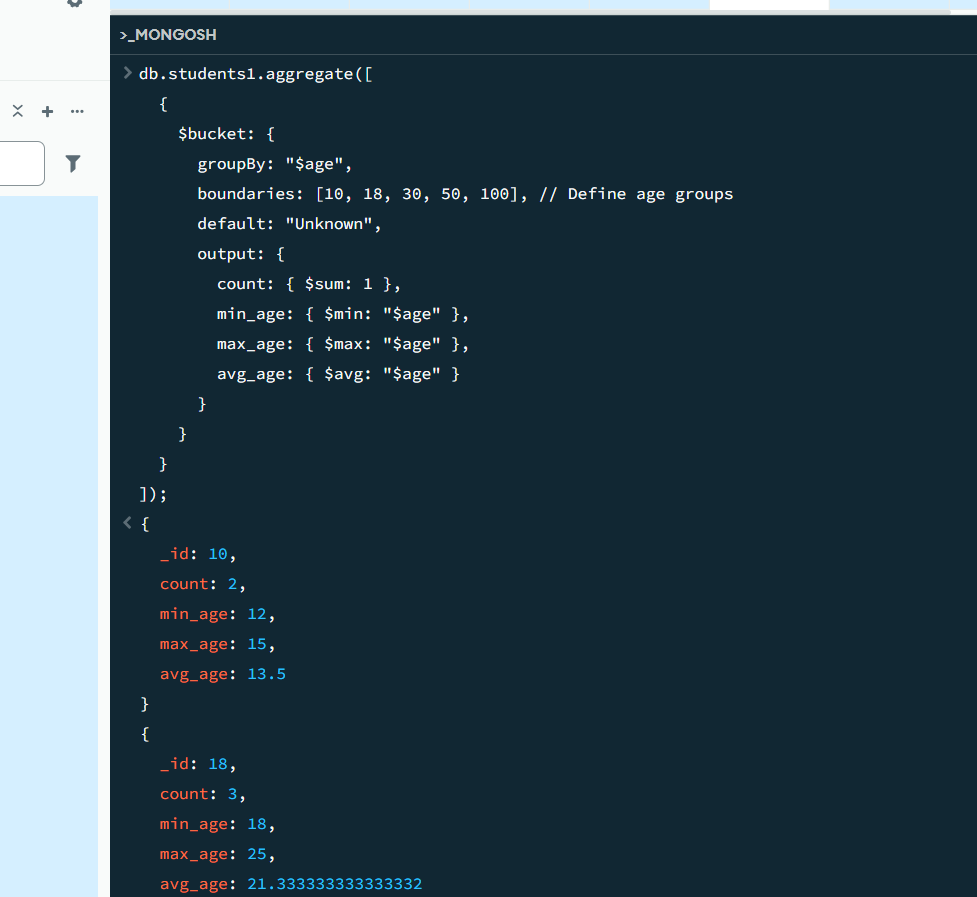 >_MONGOSH
db.students1.aggregate([
{
$bucket: {
groupBy: "$age",
boundaries: [10, 18, 30, 50, 100], // Define age groups
default: "Unknown",
output: {
count: { $sum: 1 },
min_age: { $min: "$age" },
max_age: { $max: "$age" },
avg_age: { $avg: "$age" }
}
}
}
]);
{
_id: 10,
count: 2,
min_age: 12,
max_age: 15,
avg_age: 13.5
}
{
_id: 18,
count: 3,
min_age: 18,
max_age: 25,
avg_age: 21.333333333333332